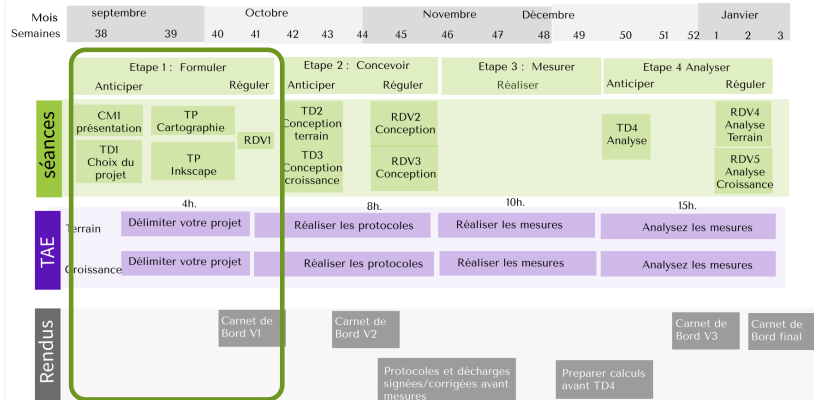 Mois septembre Octobre Novembre Décembre Janvier
Semaines 38 39 40 41 42 43 44 45 46 47 48 49 50 51 52 1 2 3
Etape 1 : Formuler Etape 2 : Concevoir Etape 3 : Mesurer Etape 4 Analyser
Anticiper Réguler Anticiper Réguler Réaliser Anticiper Réguler
séances
CM1
présentation
TD1
Choix du
projet
TP
Cartographie
TP
Inkscape
RDV1
TD2
Conception
terrain
TD3
Conception
croissance
RDV2
Conception
RDV3
Conception
TD4
Analyse
RDV4
Analyse
Terrain
RDV5
Analyse
Croissance
4h. 8h. 10h. 15h.
TAE
Terrain Délimiter votre projet Réaliser les protocoles Réaliser les mesures Analysez les mesures
Croissance Délimiter votre projet Réaliser les protocoles Réaliser les mesures Analysez les mesures
Rendus
Carnet de
Bord V1
Carnet de
Bord V2
Carnet de
Bord V3
Carnet de
Bord final
Protocoles et décharges
signées/corrigées avant
mesures
Preparer calculs
avant TD4